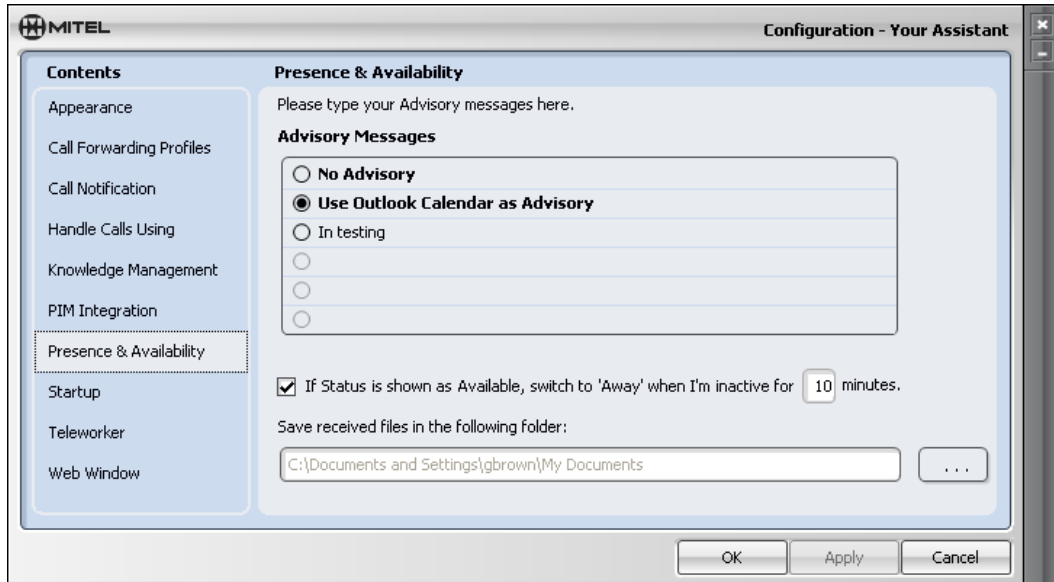 MITEL
Configuration - Your Assistant
Contents
Appearance
Call Forwarding Profiles
Call Notification
Handle Calls Using
Knowledge Management
PIM Integration
Presence & Availability
Startup
Teleworker
Web Window
Presence & Availability
Please type your Advisory messages here.
Advisory Messages
No Advisory
Use Outlook Calendar as Advisory
In testing
If Status is shown as Available, switch to 'Away' when I'm inactive for 10 minutes.
Save received files in the following folder:
C:\Documents and Settings\gbrown\My Documents
...
OK
Apply
Cancel